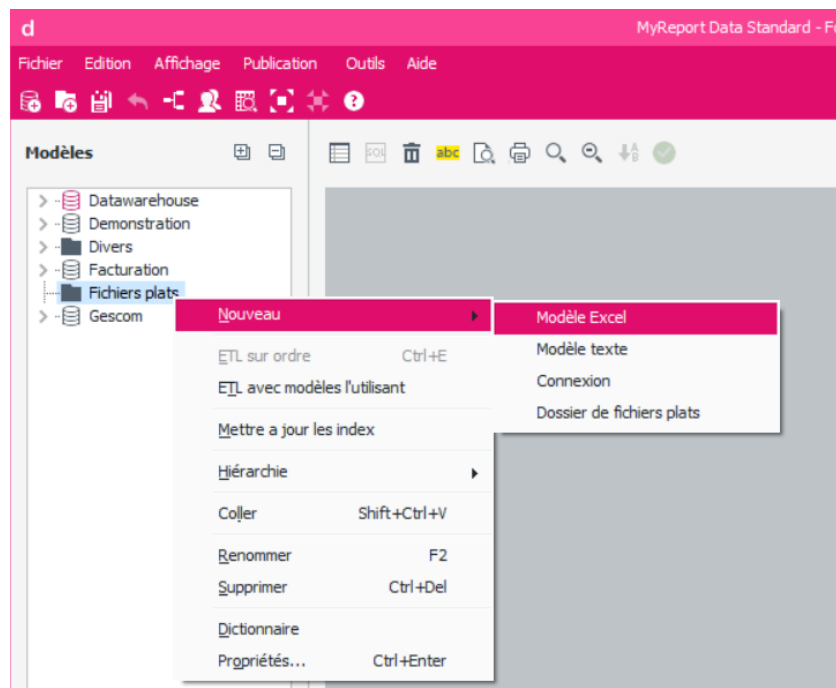 d MyReport Data Standard - F
Fichier Edition Affichage Publication Outils Aide
Modèles
SQL
abc
Datawarehouse
Demonstration
Divers
Facturation
Fichiers plats
Gescom
Nouveau
ETL sur ordre Ctrl+E
ETL avec modèles l'utilisant
Mettre a jour les index
Hiérarchie
Coller Shift+Ctrl+V
Renommer F2
Supprimer Ctrl+Del
Dictionnaire
Propriétés... Ctrl+Enter
Modèle Excel
Modèle texte
Connexion
Dossier de fichiers plats